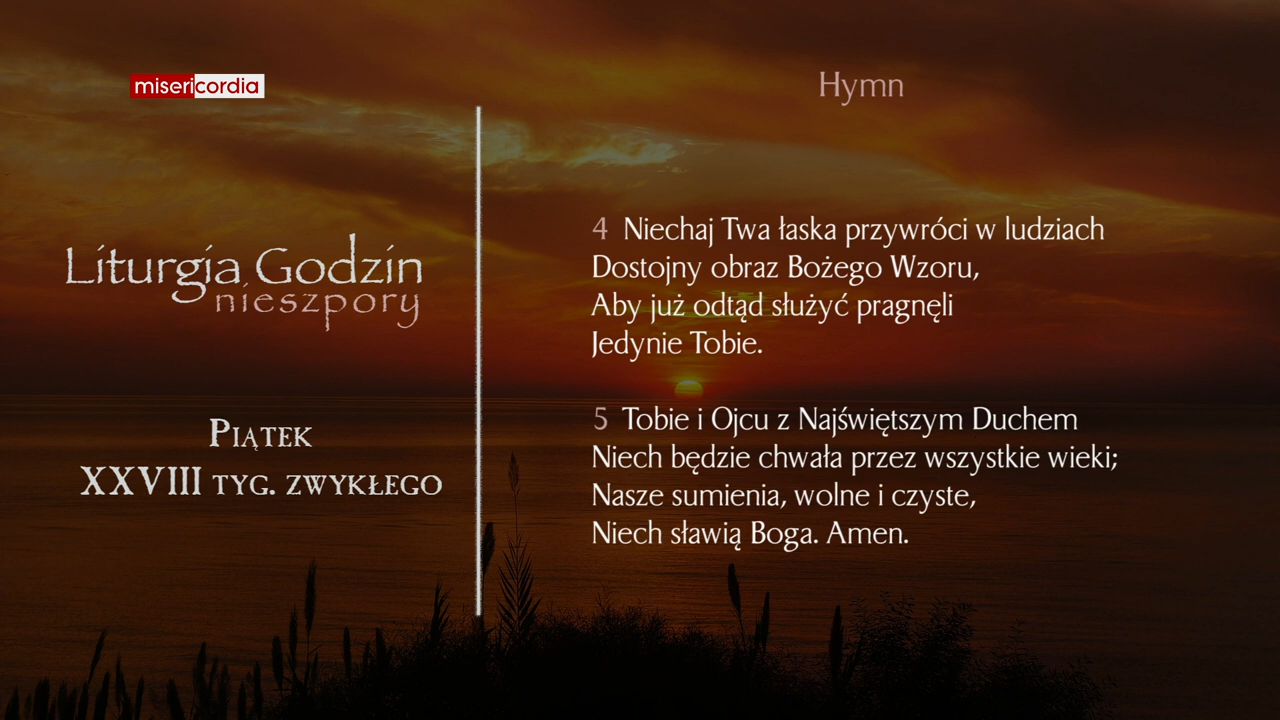 misericordia
Liturgia Godzin
nieszpory
Piątek
XXVIII tyg. zwykłego
Hymn
4 Niechaj Twa łaska przywróci w ludziach
Dostojny obraz Bożego Wzoru,
Aby już odtąd służyć pragnęli
Jedynie Tobie.
5 Tobie i Ojcu z Najświętszym Duchem
Niech będzie chwała przez wszystkie wieki;
Nasze sumienia, wolne i czyste,
Niech sławią Boga. Amen.